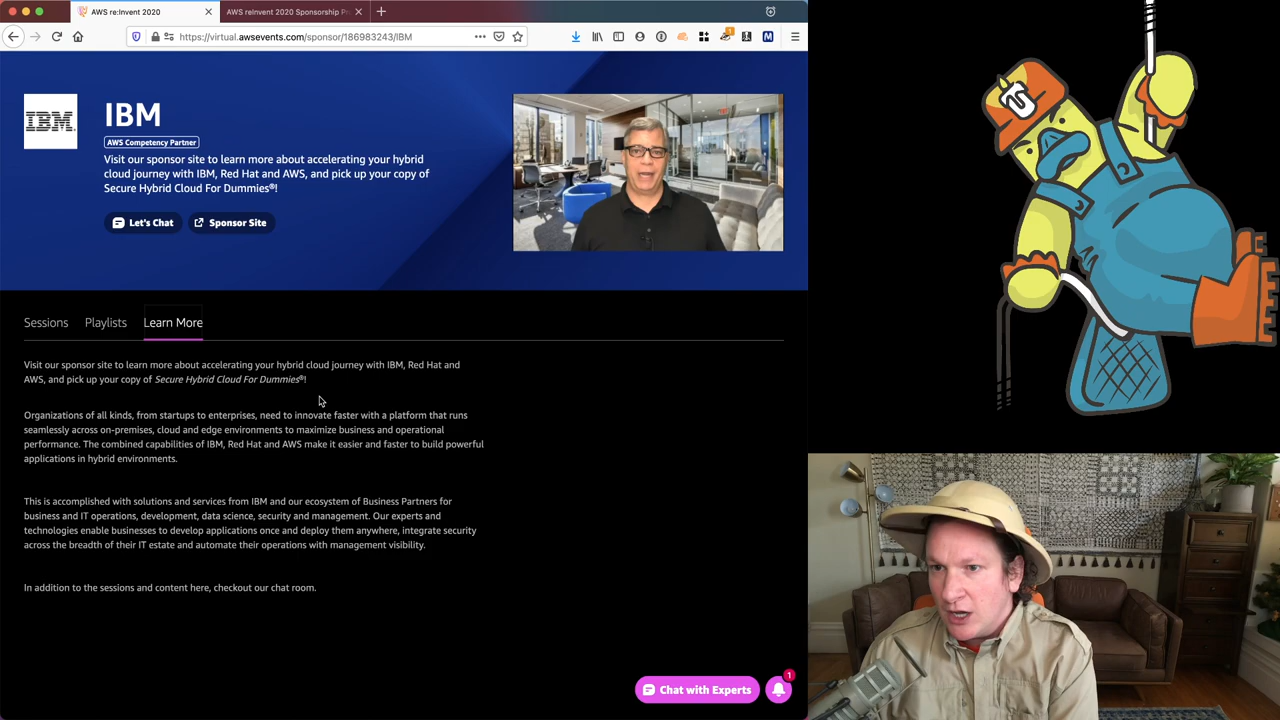 AWS re:Invent 2020
AWS reInvent 2020 Sponsorship Pr
https://virtual.awsevents.com/sponsor/186983243/IBM
IBM
IBM
AWS Competency Partner
Visit our sponsor site to learn more about accelerating your hybrid
cloud journey with IBM, Red Hat and AWS, and pick up your copy of
Secure Hybrid Cloud For Dummies®!
Let's Chat
Sponsor Site
Sessions
Playlists
Learn More
Visit our sponsor site to learn more about accelerating your hybrid cloud journey with IBM, Red Hat and
AWS, and pick up your copy of Secure Hybrid Cloud For Dummies®!
Organizations of all kinds, from startups to enterprises, need to innovate faster with a platform that runs
seamlessly across on-premises, cloud and edge environments to maximize business and operational
performance. The combined capabilities of IBM, Red Hat and AWS make it easier and faster to build powerful
applications in hybrid environments.
This is accomplished with solutions and services from IBM and our ecosystem of Business Partners for
business and IT operations, development, data science, security and management. Our experts and
technologies enable businesses to develop applications once and deploy them anywhere, integrate security
across the breadth of their IT estate and automate their operations with management visibility.
In addition to the sessions and content here, checkout our chat room.
Chat with Experts
1